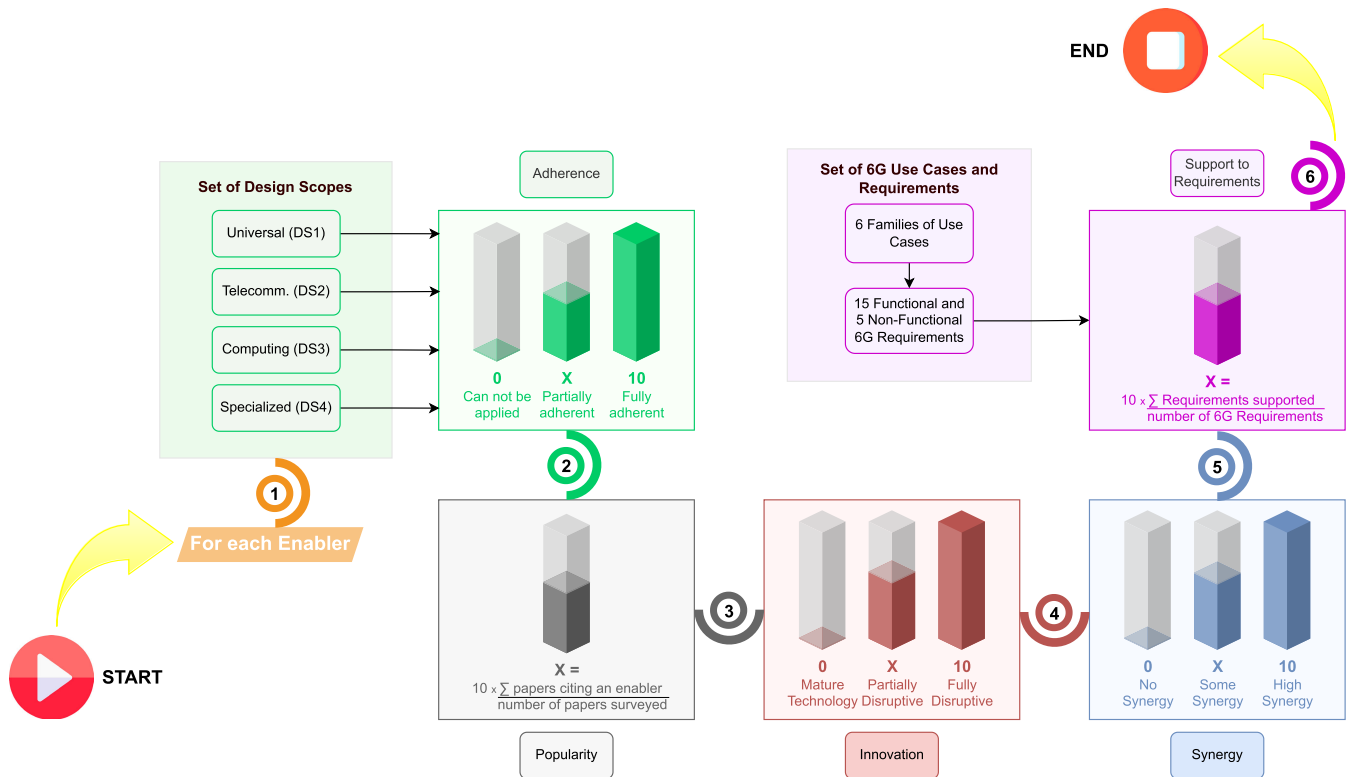 END
Set of Design Scopes
Universal (DS1)
Telecomm. (DS2)
Computing (DS3)
Specialized (DS4)
1
For each Enabler
START
Adherence
0
Can not be
applied
X
Partially
adherent
10
Fully
adherent
2
X =
10 x ∑ papers citing an enabler
number of papers surveyed
Popularity
3
0
Mature
Technology
X
Partially
Disruptive
10
Fully
Disruptive
Innovation
4
0
No
Synergy
X
Some
Synergy
10
High
Synergy
Synergy
5
Set of 6G Use Cases and
Requirements
6 Families of Use
Cases
15 Functional and
5 Non-Functional
6G Requirements
Support to
Requirements
X =
10 x ∑ Requirements supported
number of 6G Requirements
6